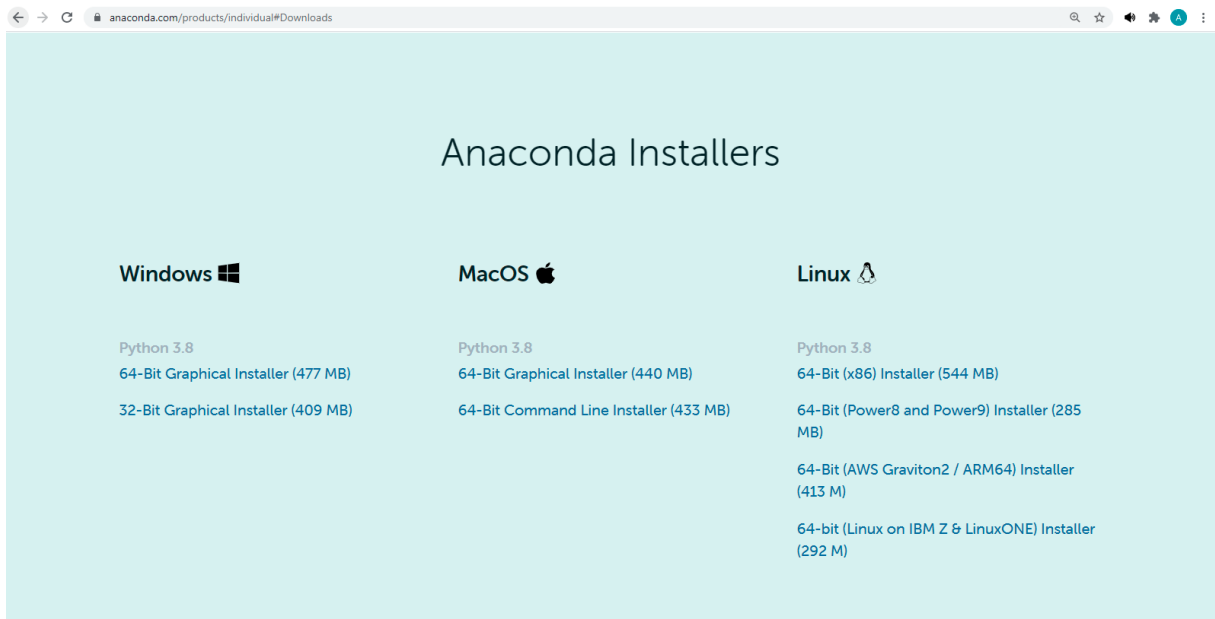 anaconda.com/products/individual#Downloads
A
Anaconda Installers
Windows
Python 3.8
64-Bit Graphical Installer (477 MB)
32-Bit Graphical Installer (409 MB)
MacOS
Python 3.8
64-Bit Graphical Installer (440 MB)
64-Bit Command Line Installer (433 MB)
Linux
Python 3.8
64-Bit (x86) Installer (544 MB)
64-Bit (Power8 and Power9) Installer (285
MB)
64-Bit (AWS Graviton2 / ARM64) Installer
(413 M)
64-bit (Linux on IBM Z & LinuxONE) Installer
(292 M)